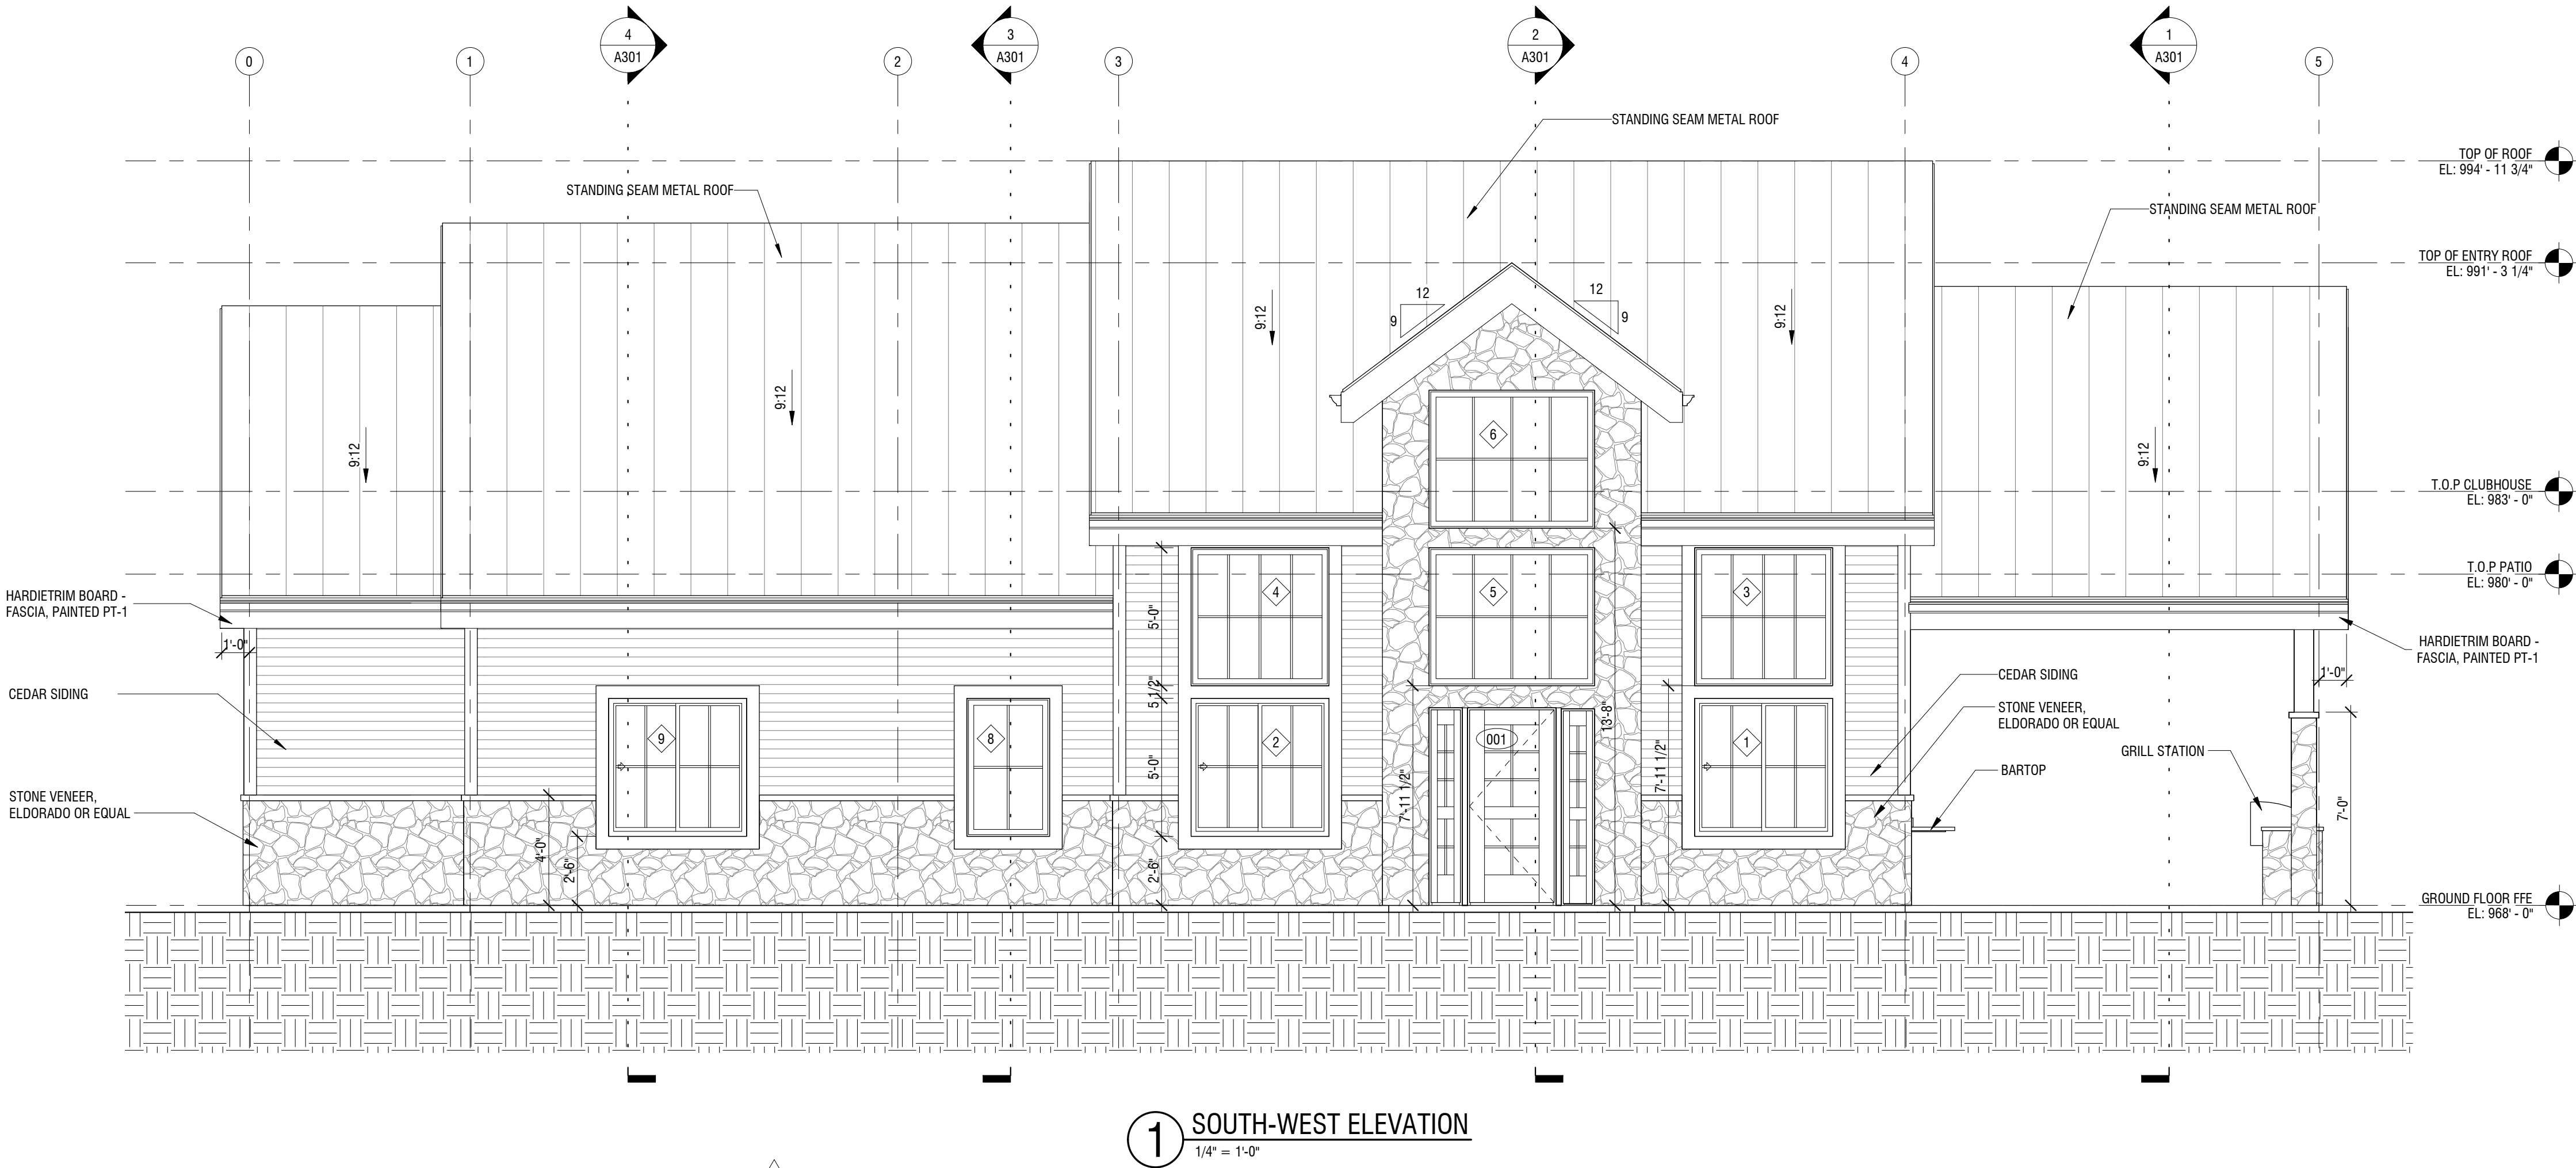 4
A301
3
A301
2
A301
1
A301
0
1
2
3
4
5
STANDING SEAM METAL ROOF
TOP OF ROOF
EL: 994' - 11 3/4"
STANDING SEAM METAL ROOF
STANDING SEAM METAL ROOF
TOP OF ENTRY ROOF
EL: 991' - 3 1/4"
12
9
12
9
9:12
9:12
9:12
9:12
9:12
6
T.O.P CLUBHOUSE
EL: 983' - 0"
T.O.P PATIO
EL: 980' - 0"
HARDIETRIM BOARD -
FASCIA, PAINTED PT-1
4
5
3
5'-0"
1'-0"
HARDIETRIM BOARD -
FASCIA, PAINTED PT-1
1'-0"
CEDAR SIDING
CEDAR SIDING
5 1/2"
STONE VENEER,
ELDORADO OR EQUAL
13'-8"
9
8
2
001
1
GRILL STATION
BARTOP
5'-0"
7'-11 1/2"
7'-11 1/2"
STONE VENEER,
ELDORADO OR EQUAL
7'-0"
4'-0"
2'-6"
2'-6"
GROUND FLOOR FFE
EL: 968' - 0"
1
SOUTH-WEST ELEVATION
1/4" = 1'-0"